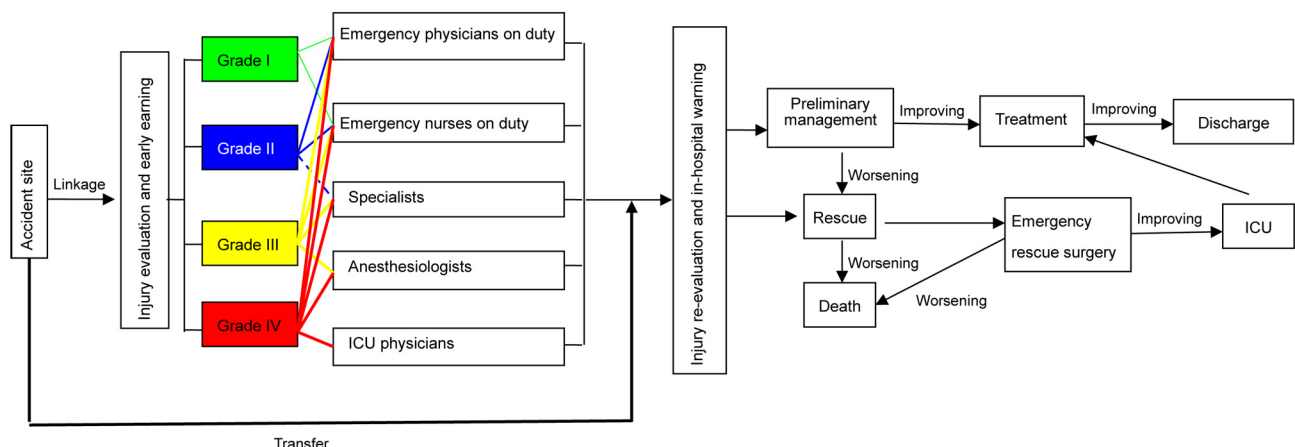 Accident site
Linkage
Injury evaluation and early earning
Grade I
Grade II
Grade III
Grade IV
Emergency physicians on duty
Emergency nurses on duty
Specialists
Anesthesiologists
ICU physicians
Transfer
Injury re-evaluation and in-hospital warning
Preliminary
management
Improving
Treatment
Improving
Discharge
Worsening
Rescue
Emergency
rescue surgery
Improving
ICU
Worsening
Death
Worsening